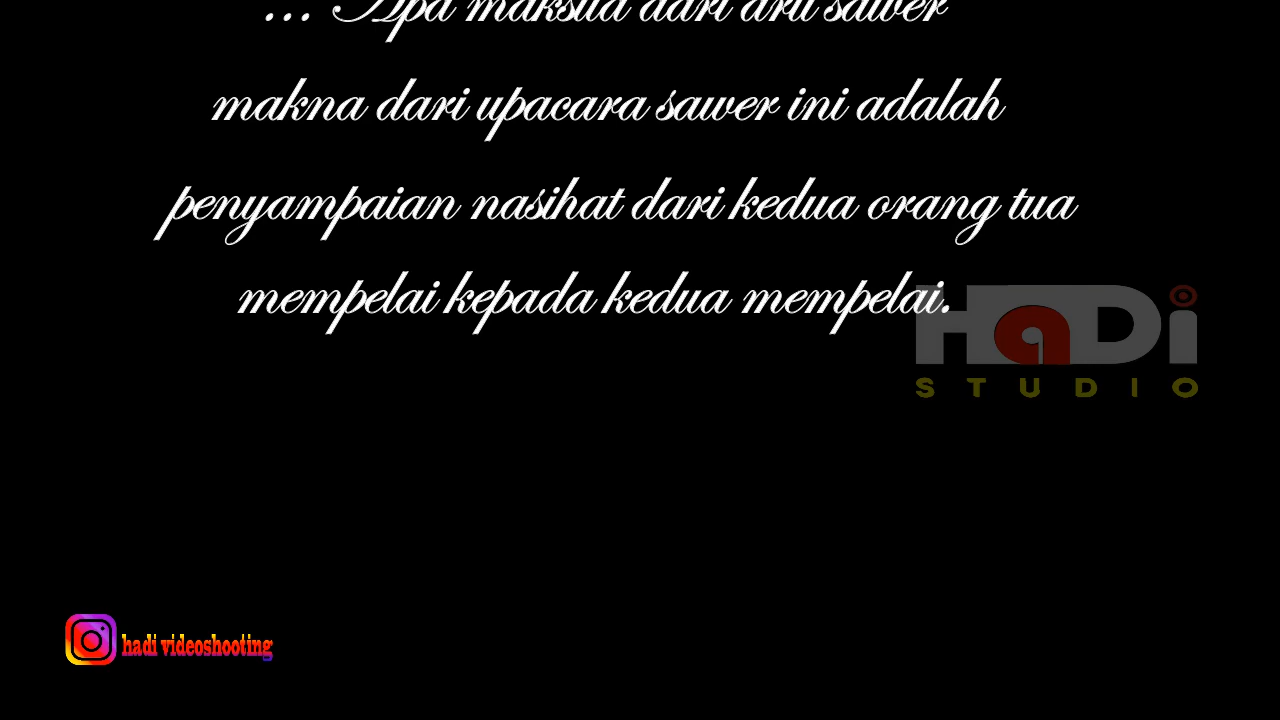 ... Apa maksud dari arti sawer
makna dari upacara sawer ini adalah
penyampaian nasihat dari kedua orang tua
mempelai kepada kedua mempelai.
HaDi
STUDIO
hadi videoshooting